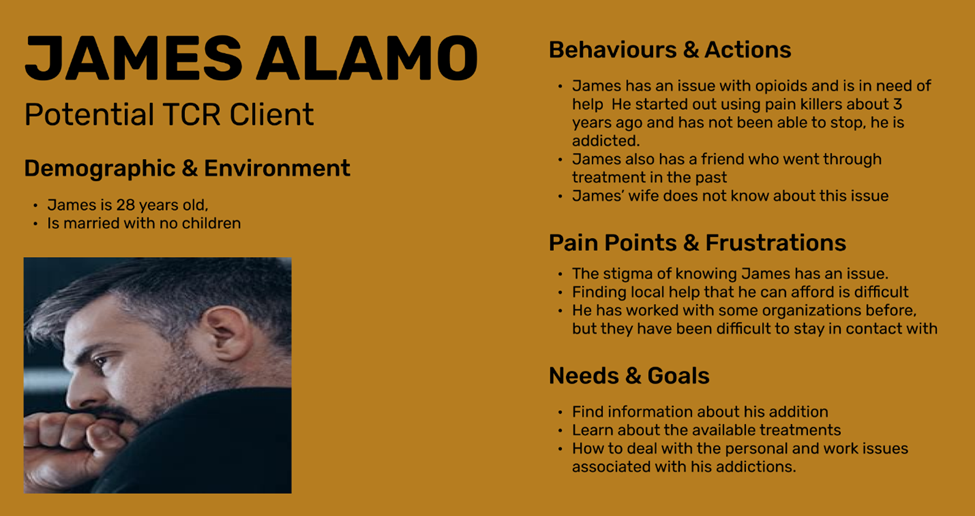 JAMES ALAMO
Potential TCR Client
Demographic & Environment
• James is 28 years old,
• Is married with no children
Behaviours & Actions
• James has an issue with opioids and is in need of
help  He started out using pain killers about 3
years ago and has not been able to stop, he is
addicted.
• James also has a friend who went through
treatment in the past
• James’ wife does not know about this issue
Pain Points & Frustrations
• The stigma of knowing James has an issue.
• Finding local help that he can afford is difficult
• He has worked with some organizations before,
but they have been difficult to stay in contact with
Needs & Goals
• Find information about his addition
• Learn about the available treatments
• How to deal with the personal and work issues
associated with his addictions.